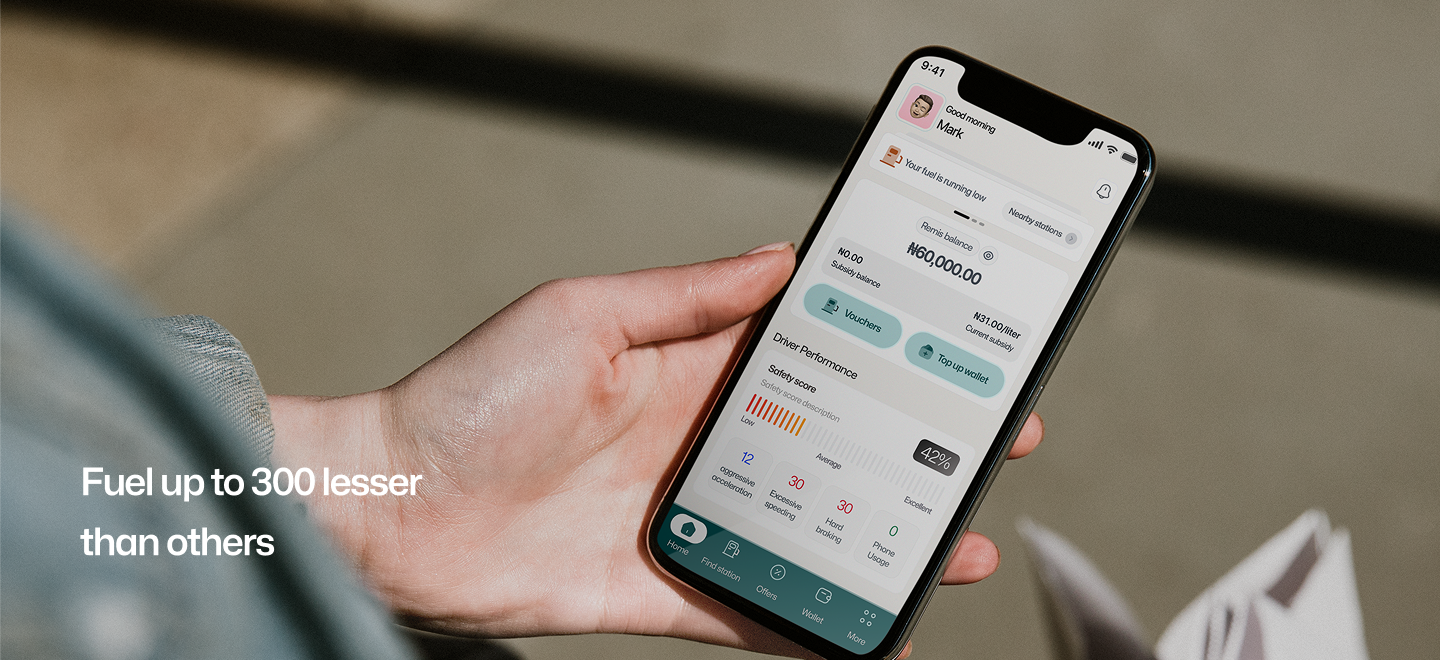 9:41
Good morning
Mark
Your fuel is running low
Nearby stations
Remis balance
₦60,000.00
₦0.00
Subsidy balance
₦31.00/liter
Current subsidy
Vouchers
Top up wallet
Driver Performance
Safety score
Safety score description
42%
Low
Average
Excellent
12
aggressive
acceleration
30
Excessive
speeding
30
Hard
braking
0
Phone
Usage
Home
Find station
Offers
Wallet
More
Fuel up to 300 lesser
than others